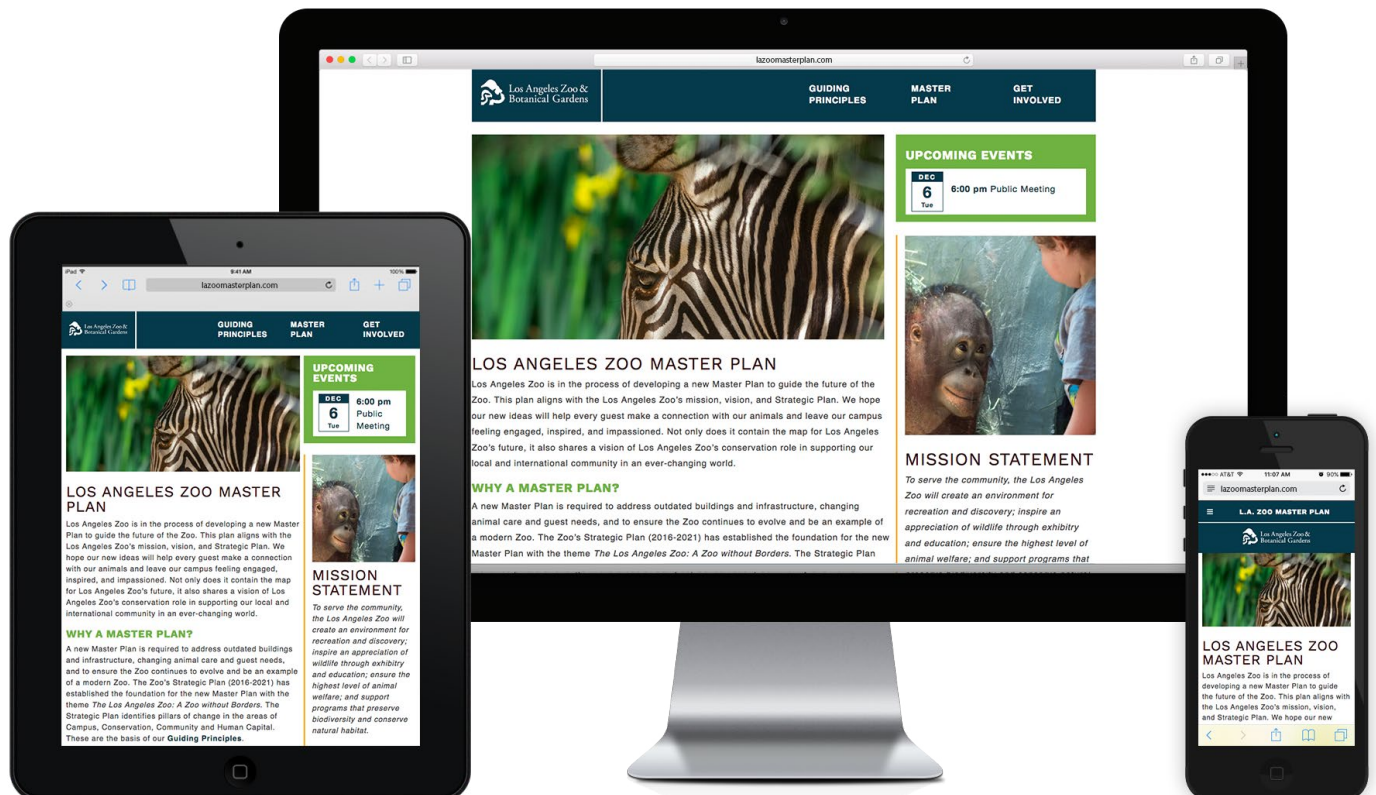 lazoomasterplan.com
Los Angeles Zoo &
Botanical Gardens
GUIDING
PRINCIPLES
MASTER
PLAN
GET
INVOLVED
UPCOMING EVENTS
DEC
6
Tue
6:00 pm Public Meeting
LOS ANGELES ZOO MASTER PLAN
Los Angeles Zoo is in the process of developing a new Master Plan to guide the future of the
Zoo. This plan aligns with the Los Angeles Zoo's mission, vision, and Strategic Plan. We hope
our new ideas will help every guest make a connection with our animals and leave our campus
feeling engaged, inspired, and impassioned. Not only does it contain the map for Los Angeles
Zoo's future, it also shares a vision of Los Angeles Zoo's conservation role in supporting our
local and international community in an ever-changing world.
WHY A MASTER PLAN?
A new Master Plan is required to address outdated buildings and infrastructure, changing
animal care and guest needs, and to ensure the Zoo continues to evolve and be an example of
a modern Zoo. The Zoo's Strategic Plan (2016-2021) has established the foundation for the new
Master Plan with the theme The Los Angeles Zoo: A Zoo without Borders. The Strategic Plan
MISSION STATEMENT
To serve the community, the Los Angeles
Zoo will create an environment for
recreation and discovery; inspire an
appreciation of wildlife through exhibitry
and education; ensure the highest level of
animal welfare; and support programs that
iPad
9:41 AM
100%
lazoomasterplan.com
Los Angeles Zoo &
Botanical Gardens
GUIDING
PRINCIPLES
MASTER
PLAN
GET
INVOLVED
UPCOMING
EVENTS
DEC
6
Tue
6:00 pm
Public
Meeting
LOS ANGELES ZOO MASTER
PLAN
Los Angeles Zoo is in the process of developing a new Master
Plan to guide the future of the Zoo. This plan aligns with the
Los Angeles Zoo's mission, vision, and Strategic Plan. We
hope our new ideas will help every guest make a connection
with our animals and leave our campus feeling engaged,
inspired, and impassioned. Not only does it contain the map
for Los Angeles Zoo's future, it also shares a vision of Los
Angeles Zoo's conservation role in supporting our local and
international community in an ever-changing world.
WHY A MASTER PLAN?
A new Master Plan is required to address outdated buildings
and infrastructure, changing animal care and guest needs,
and to ensure the Zoo continues to evolve and be an example
of a modern Zoo. The Zoo's Strategic Plan (2016-2021) has
established the foundation for the new Master Plan with the
theme The Los Angeles Zoo: A Zoo without Borders. The
Strategic Plan identifies pillars of change in the areas of
Campus, Conservation, Community and Human Capital.
These are the basis of our Guiding Principles.
MISSION
STATEMENT
To serve the community,
the Los Angeles Zoo will
create an environment for
recreation and discovery;
inspire an appreciation of
wildlife through exhibitry
and education; ensure the
highest level of animal
welfare; and support
programs that preserve
biodiversity and conserve
natural habitat.
AT&T
11:07 AM
90%
lazoomasterplan.com
L.A. ZOO MASTER PLAN
Los Angeles Zoo &
Botanical Gardens
LOS ANGELES ZOO
MASTER PLAN
Los Angeles Zoo is in the process of
developing a new Master Plan to guide
the future of the Zoo. This plan aligns with
the Los Angeles Zoo's mission, vision,
and Strategic Plan. We hope our new